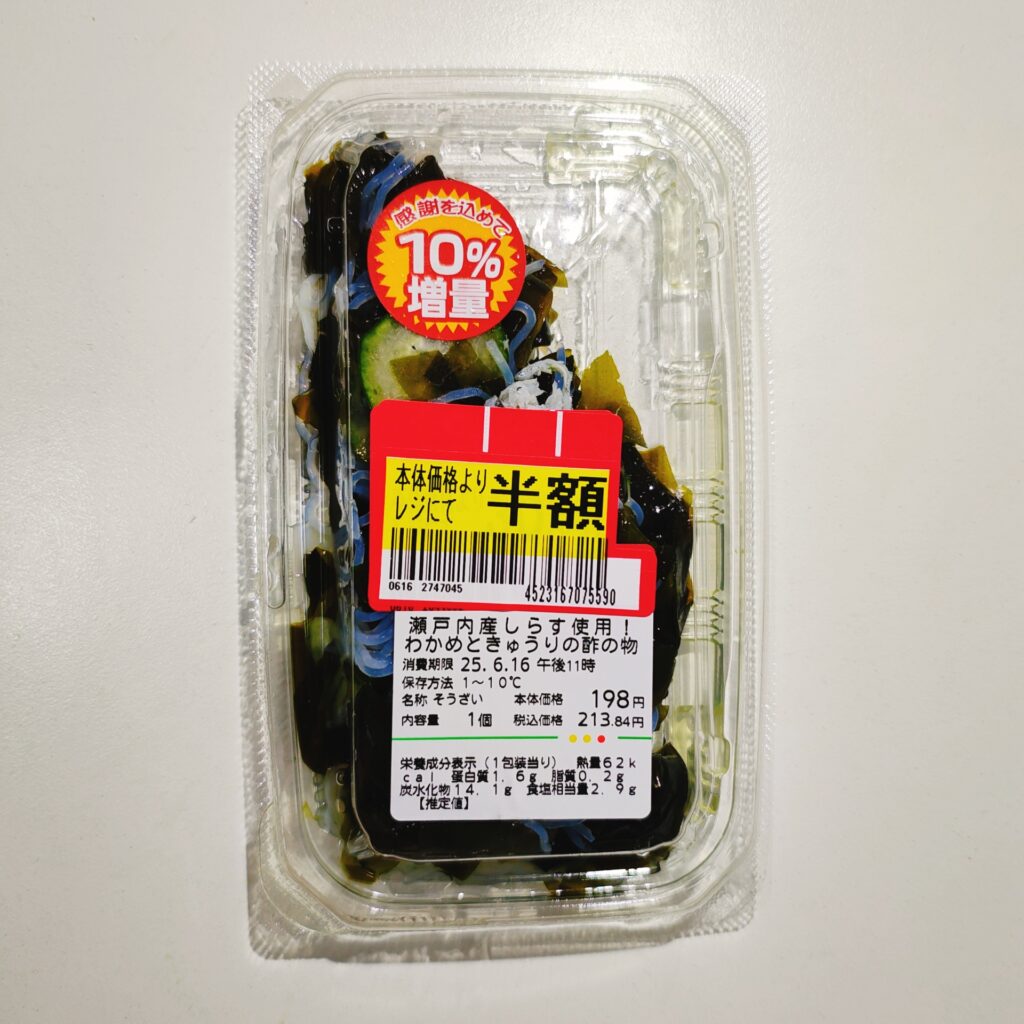 感謝を込めて
10%
増量
本体価格より
レジにて
半額
0616 2747045
4523167075590
瀬戸内産しらす使用!
わかめときゅうりの酢の物
消費期限 25.6.16 午後11時
保存方法 1~10℃
名称 そうざい 本体価格 198円
内容量 1個 税込価格 213.84円
栄養成分表示(1包装当り) 熱量62k
cal 蛋白質1.6g 脂質0.2g
炭水化物14.1g 食塩相当量2.9g
【推定値】